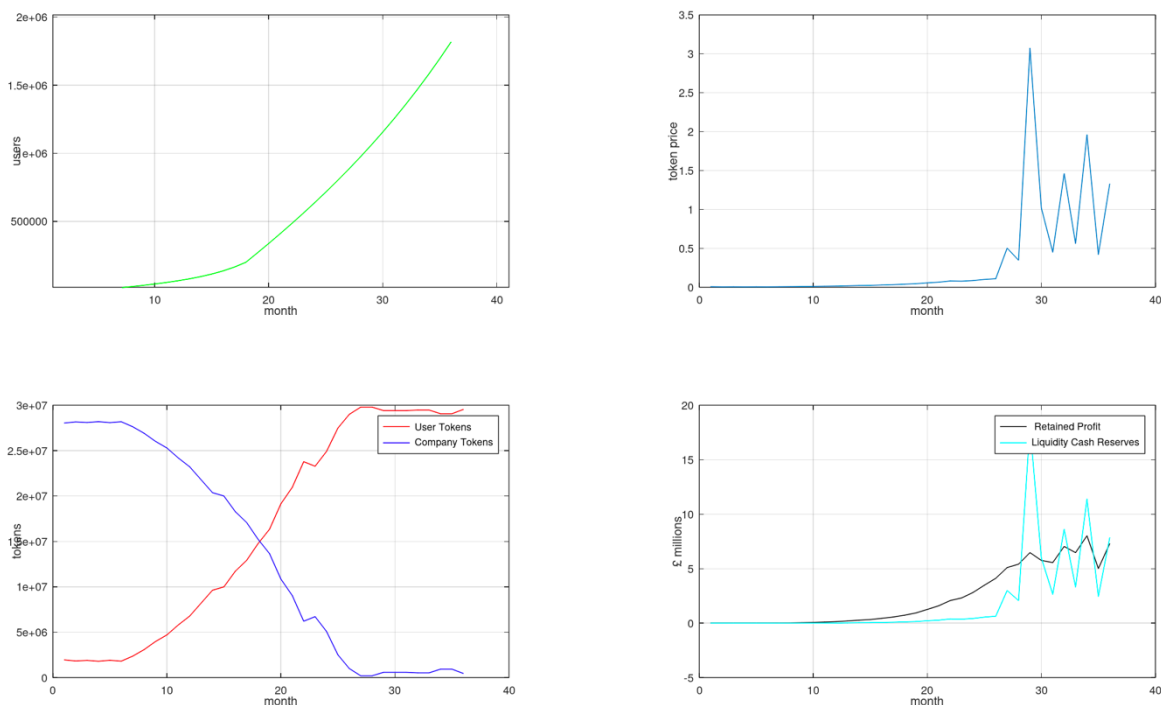 2e+06
1.5e+06
1e+06
500000
users
10
20
30
40
month
3.5
3
2.5
2
1.5
1
0.5
0
token price
0
10
20
30
40
month
3e+07
2.5e+07
2e+07
1.5e+07
1e+07
5e+06
0
tokens
User Tokens
Company Tokens
0
10
20
30
40
month
20
15
10
5
0
-5
£ millions
Retained Profit
Liquidity Cash Reserves
0
10
20
30
40
month